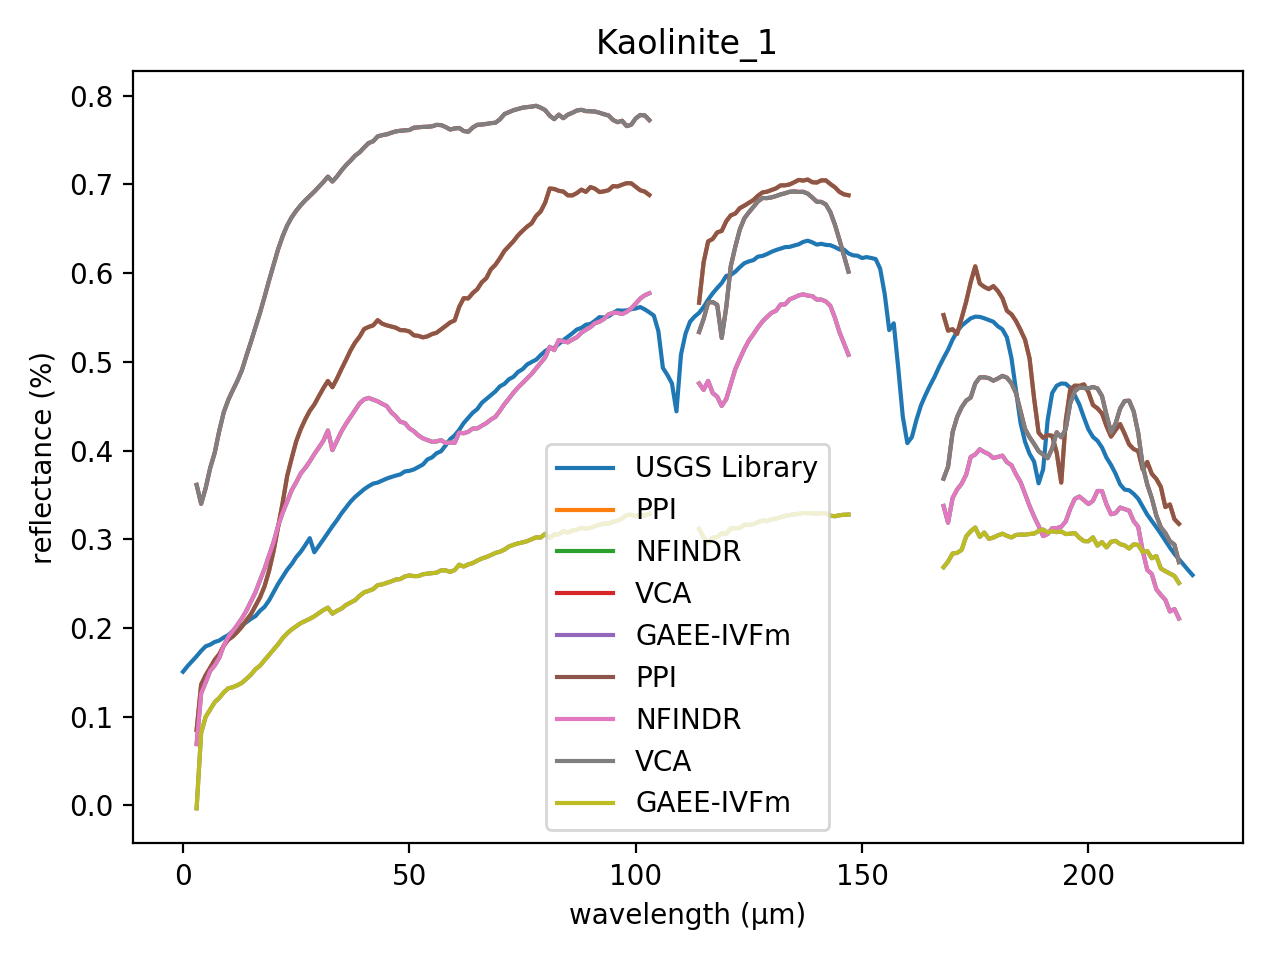 Kaolinite_1
0.8
0.7
0.6
0.5
0.4
0.3
0.2
0.1
0.0
reflectance (%)
USGS Library
PPI
NFINDR
VCA
GAEE-IVFm
PPI
NFINDR
VCA
GAEE-IVFm
0 50 100 150 200
wavelength (μm)